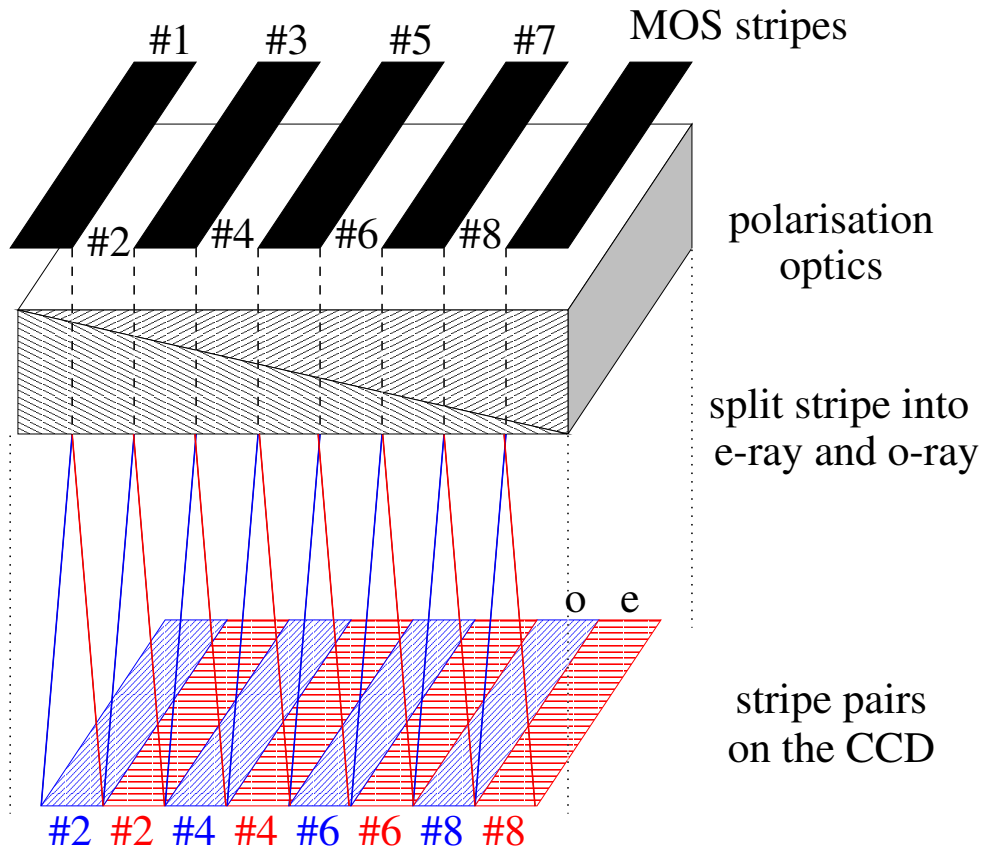 #1 #3 #5 #7 MOS stripes
#2 #4 #6 #8
polarisation
optics
split stripe into
e-ray and o-ray
o e
stripe pairs
on the CCD
#2 #2 #4 #4 #6 #6 #8 #8